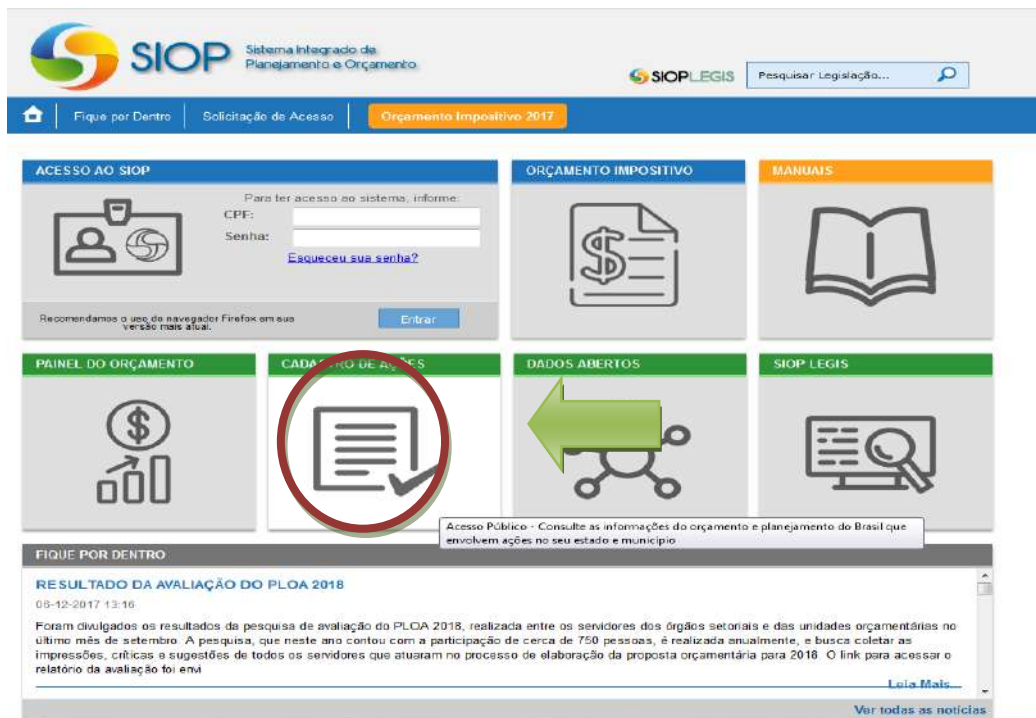 SIOP
Sistema Integrado de
Planejamento e Orçamento
SIOPLEGIS
Pesquisar Legislação...
Fique por Dentro
Solicitação de Acesso
Orçamento Impositivo 2017
ACESSO AO SIOP
Para ter acesso ao sistema, informe:
CPF:
Senha:
Esqueceu sua senha?
Recomendamos o uso do navegador Firefox em sua
versão mais atual.
Entrar
ORÇAMENTO IMPOSITIVO
MANUAIS
PAINEL DO ORÇAMENTO
CADASTRO DE AÇÕES
DADOS ABERTOS
SIOP LEGIS
Acesso Público - Consulte as informações do orçamento e planejamento do Brasil que
envolvem ações no seu estado e município
FIQUE POR DENTRO
RESULTADO DA AVALIAÇÃO DO PLOA 2018
06-12-2017 13:16
Foram divulgados os resultados da pesquisa de avaliação do PLOA 2018, realizada entre os servidores dos órgãos setoriais e das unidades orçamentárias no
último mês de setembro. A pesquisa, que neste ano contou com a participação de cerca de 750 pessoas, é realizada anualmente, e busca coletar as
impressões, críticas e sugestões de todos os servidores que atuaram no processo de elaboração da proposta orçamentária para 2018. O link para acessar o
relatório da avaliação foi envi
Leia Mais...
Ver todas as notícias